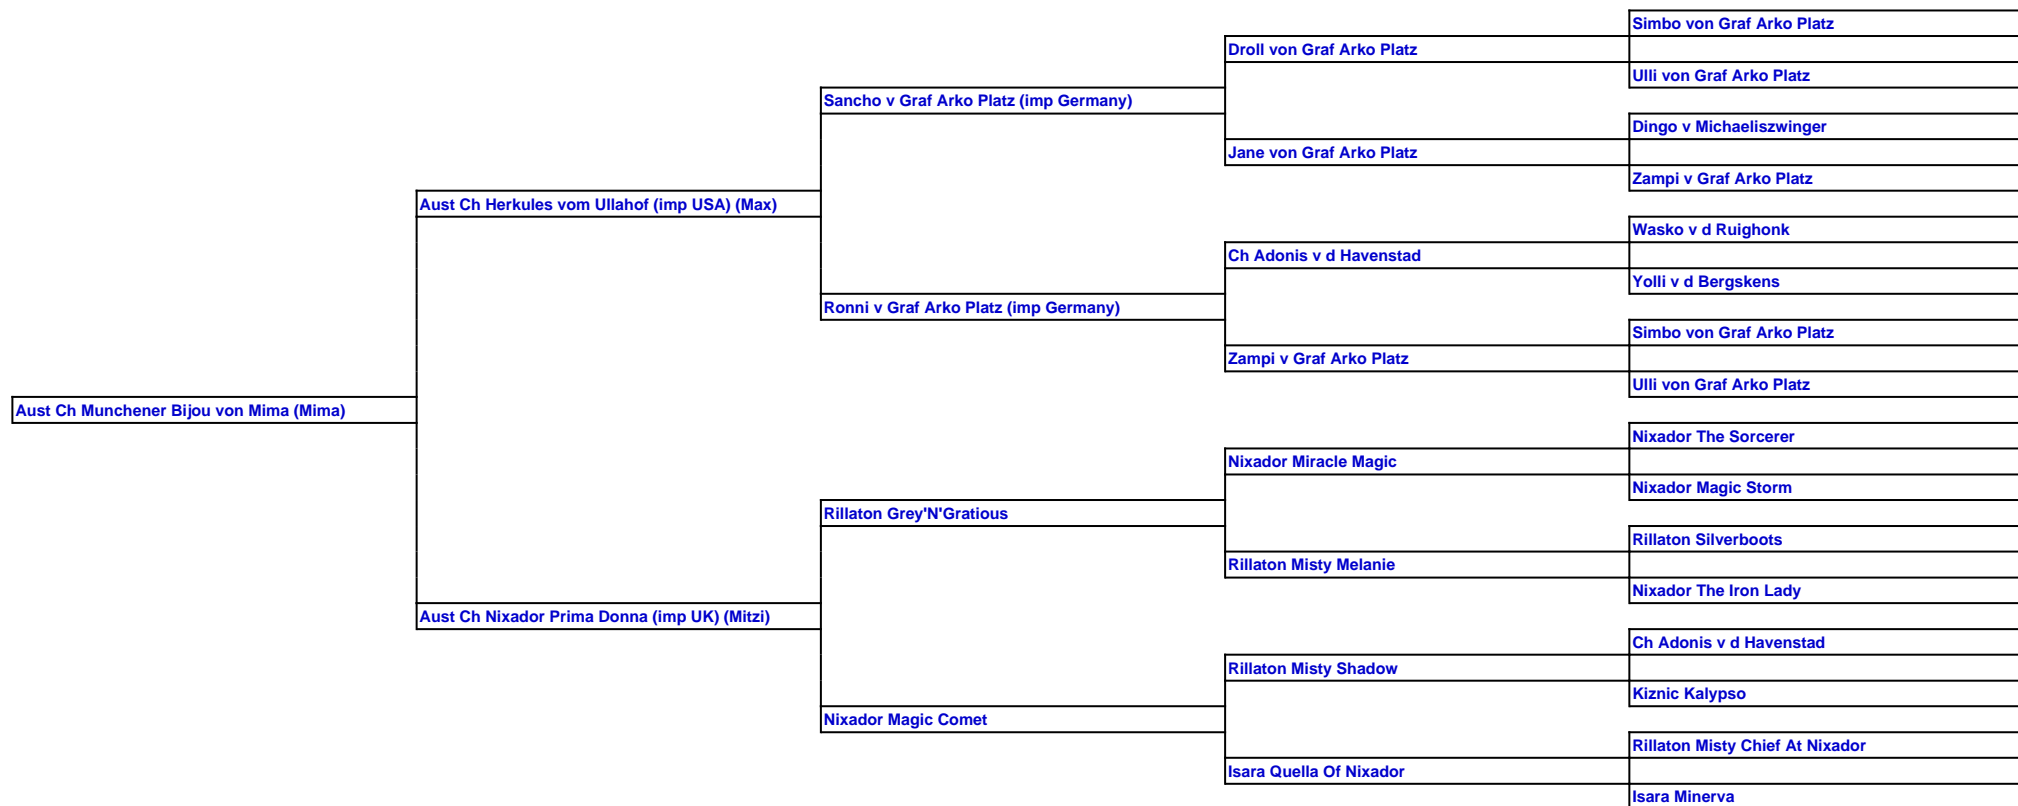 Simbo von Graf Arko Platz
Droll von Graf Arko Platz
Ulli von Graf Arko Platz
Sancho v Graf Arko Platz (imp Germany)
Dingo v Michaeliszwinger
Jane von Graf Arko Platz
Zampi v Graf Arko Platz
Aust Ch Herkules vom Ullahof (imp USA) (Max)
Wasko v d Ruighonk
Ch Adonis v d Havenstad
Yolli v d Bergskens
Ronni v Graf Arko Platz (imp Germany)
Simbo von Graf Arko Platz
Zampi v Graf Arko Platz
Ulli von Graf Arko Platz
Aust Ch Munchener Bijou von Mima (Mima)
Nixador The Sorcerer
Nixador Miracle Magic
Nixador Magic Storm
Rillaton Grey'N'Gratious
Rillaton Silverboots
Rillaton Misty Melanie
Nixador The Iron Lady
Aust Ch Nixador Prima Donna (imp UK) (Mitzi)
Ch Adonis v d Havenstad
Rillaton Misty Shadow
Kiznic Kalypso
Nixador Magic Comet
Rillaton Misty Chief At Nixador
Isara Quella Of Nixador
Isara Minerva